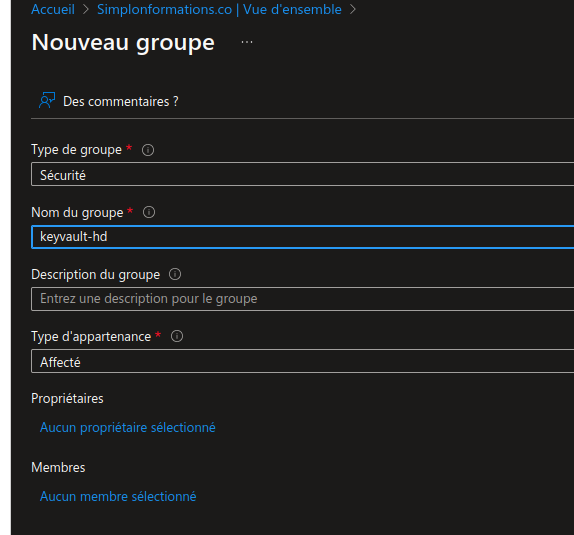 Accueil > Simplonformations.co | Vue d'ensemble >
Nouveau groupe ...
Des commentaires ?
Type de groupe *
Sécurité
Nom du groupe *
keyvault-hd
Description du groupe
Entrez une description pour le groupe
Type d'appartenance *
Affecté
Propriétaires
Aucun propriétaire sélectionné
Membres
Aucun membre sélectionné